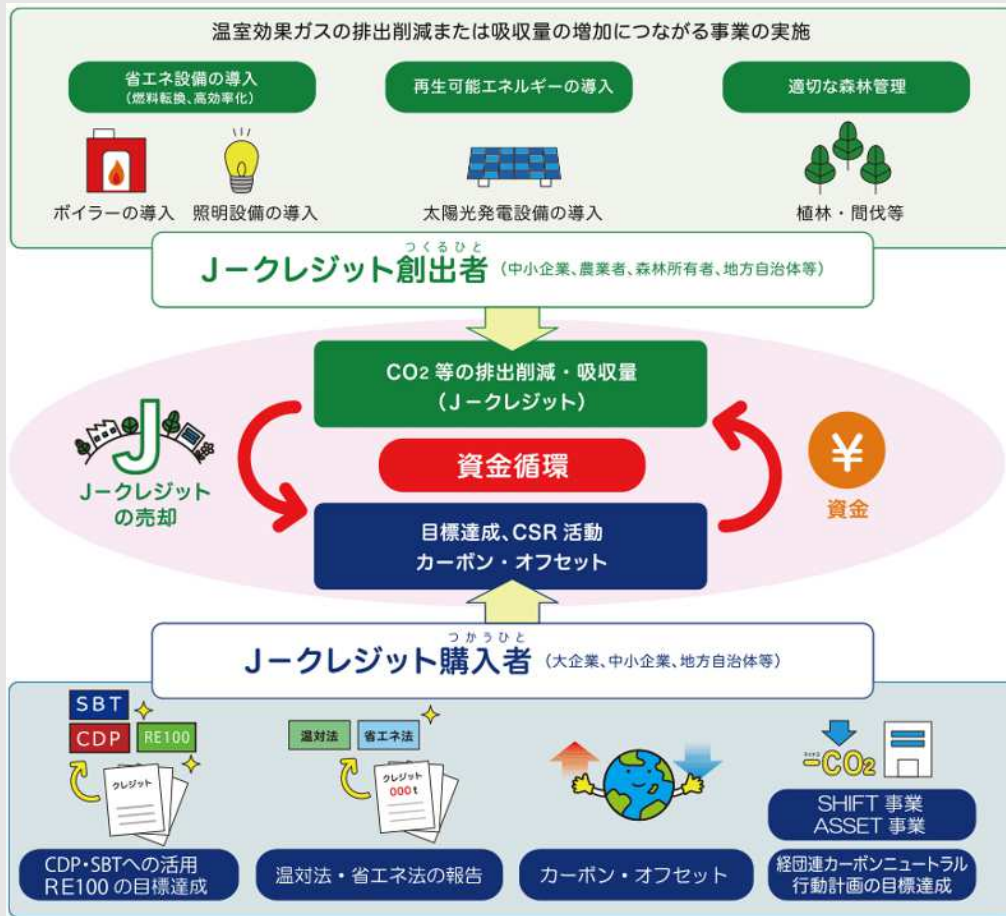 温室効果ガスの排出削減または吸収量の増加につながる事業の実施
省エネ設備の導入
(燃料転換、高効率化)
再生可能エネルギーの導入
適切な森林管理
ボイラーの導入
照明設備の導入
太陽光発電設備の導入
植林・間伐等
つくるひと
J−クレジット創出者(中小企業、農業者、森林所有者、地方自治体等)
CO2 等の排出削減・吸収量
(J−クレジット)
J
J−クレジット
の売却
資金循環
¥
資金
目標達成、CSR 活動
カーボン・オフセット
つかうひと
J−クレジット購入者(大企業、中小企業、地方自治体等)
SBT
CDP
RE100
クレジット
CDP・SBTへの活用
RE100 の目標達成
温対法
省エネ法
クレジット
000t
温対法・省エネ法の報告
カーボン・オフセット
−CO2
SHIFT 事業
ASSET 事業
経団連カーボンニュートラル
行動計画の目標達成